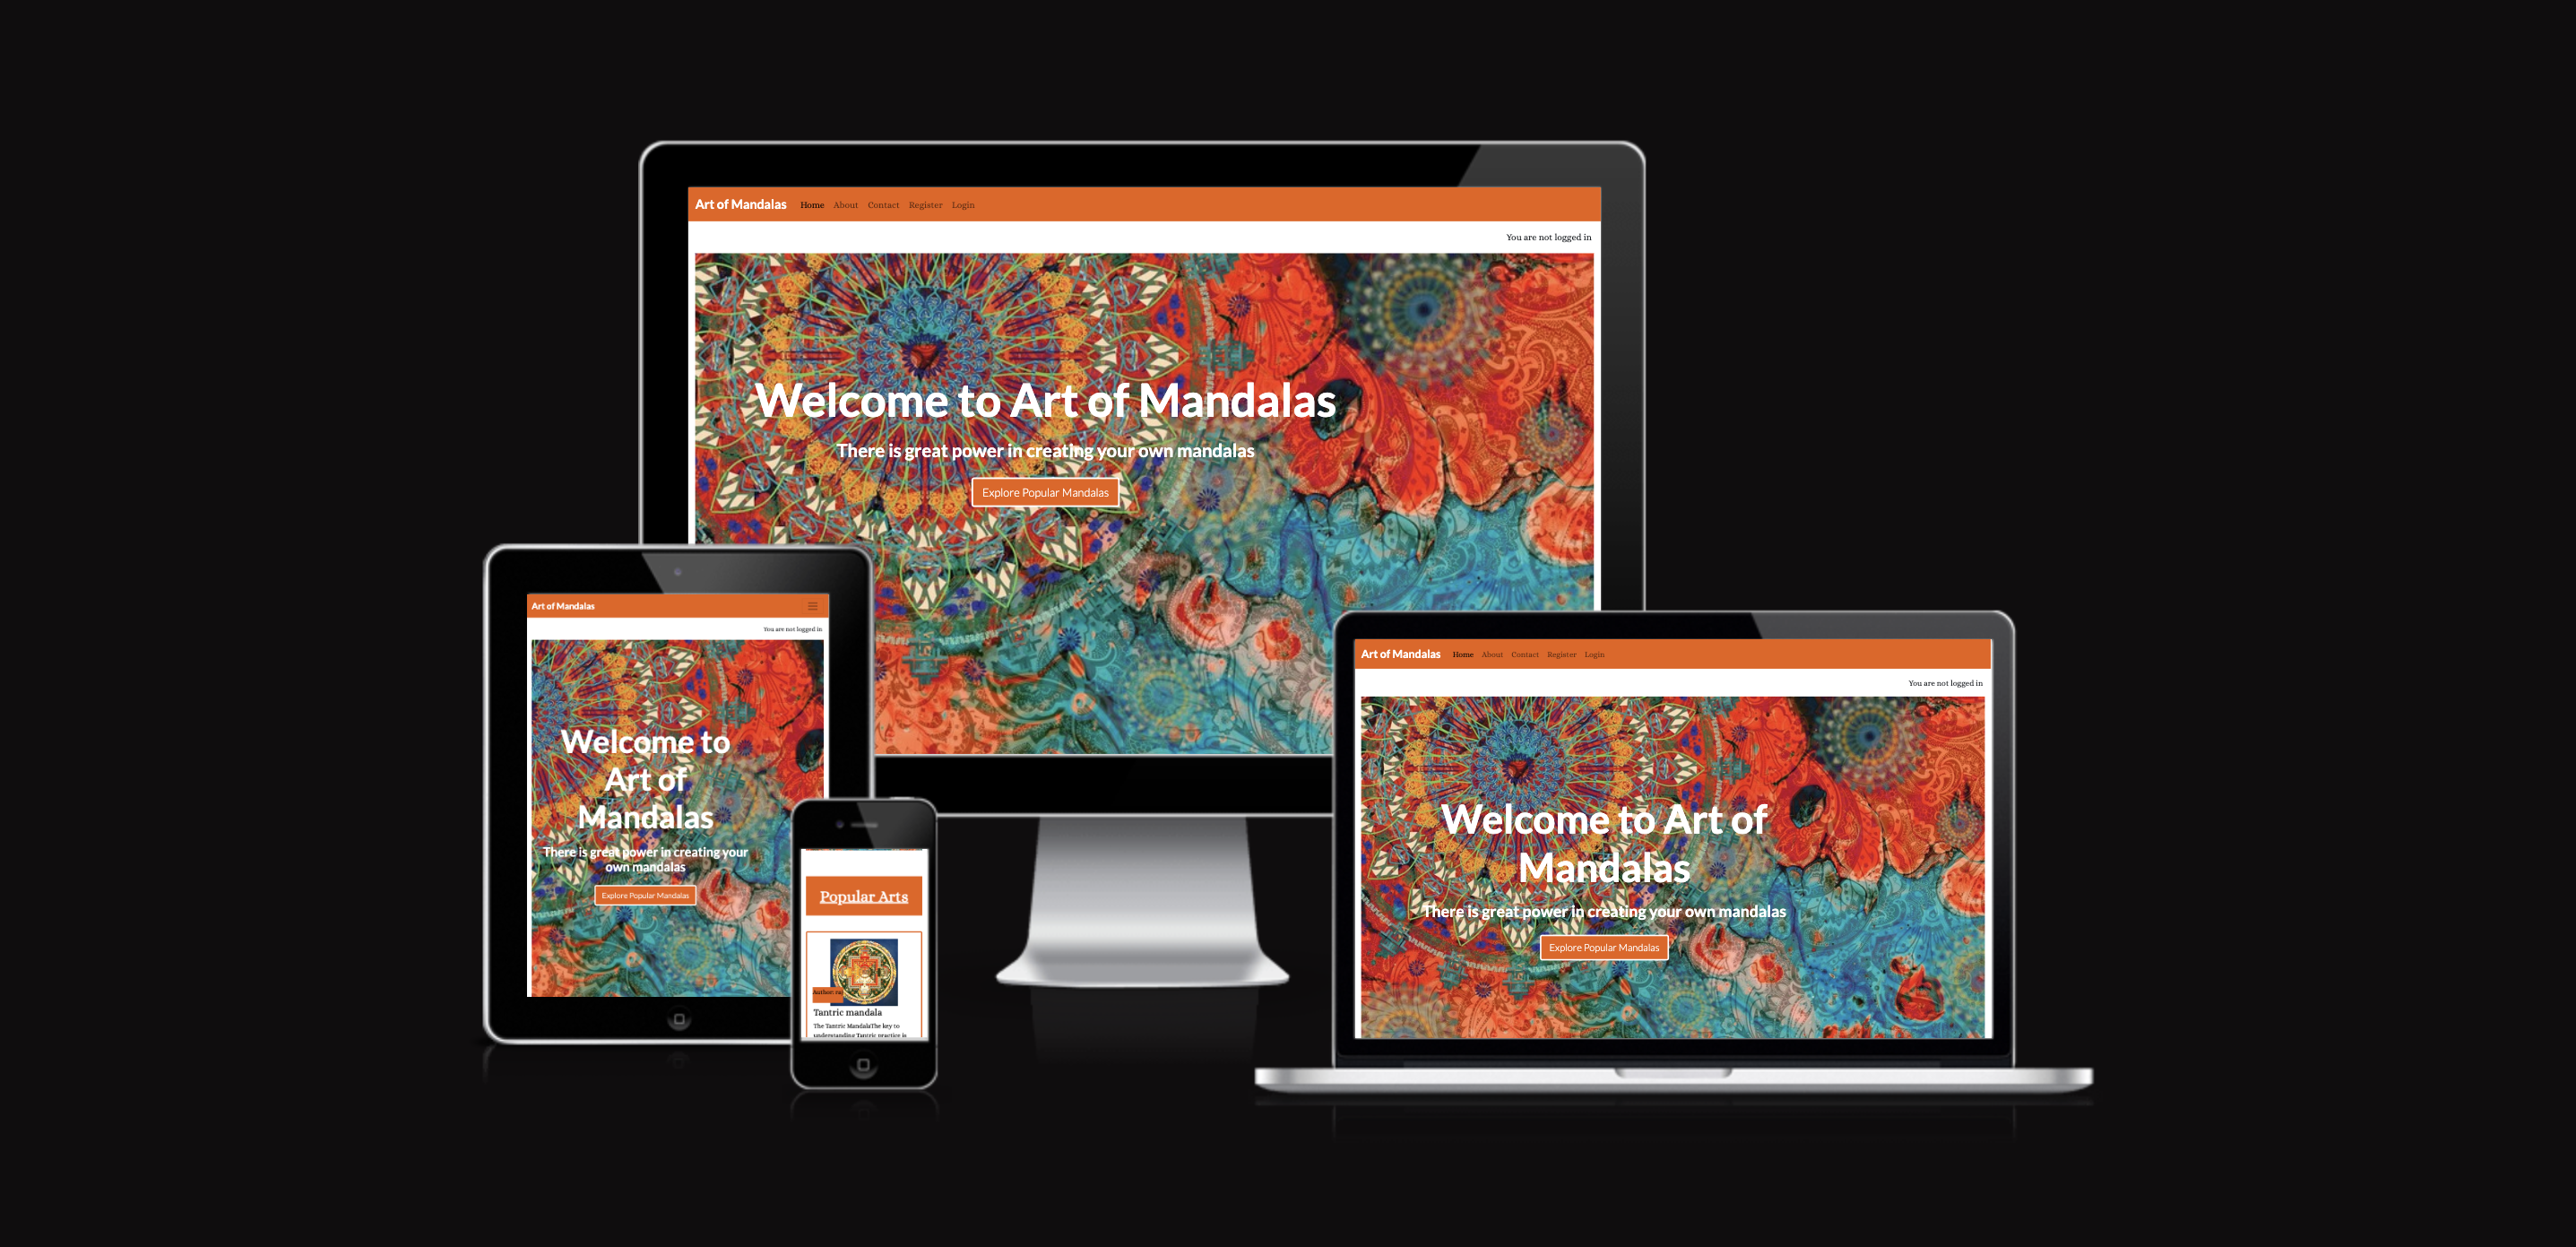 Art of Mandalas Home About Contact Register Login
You are not logged in
Welcome to Art of Mandalas
There is great power in creating your own mandalas
Explore Popular Mandalas
Art of Mandalas
You are not logged in
Welcome to
Art of
Mandalas
There is great power in creating your
own mandalas
Explore Popular Mandalas
Popular Arts
Author:
Tantric mandala
The Tantric MandalaThe key to
understanding Tantric practice is
Art of Mandalas Home About Contact Register Login
You are not logged in
Welcome to Art of
Mandalas
There is great power in creating your own mandalas
Explore Popular Mandalas